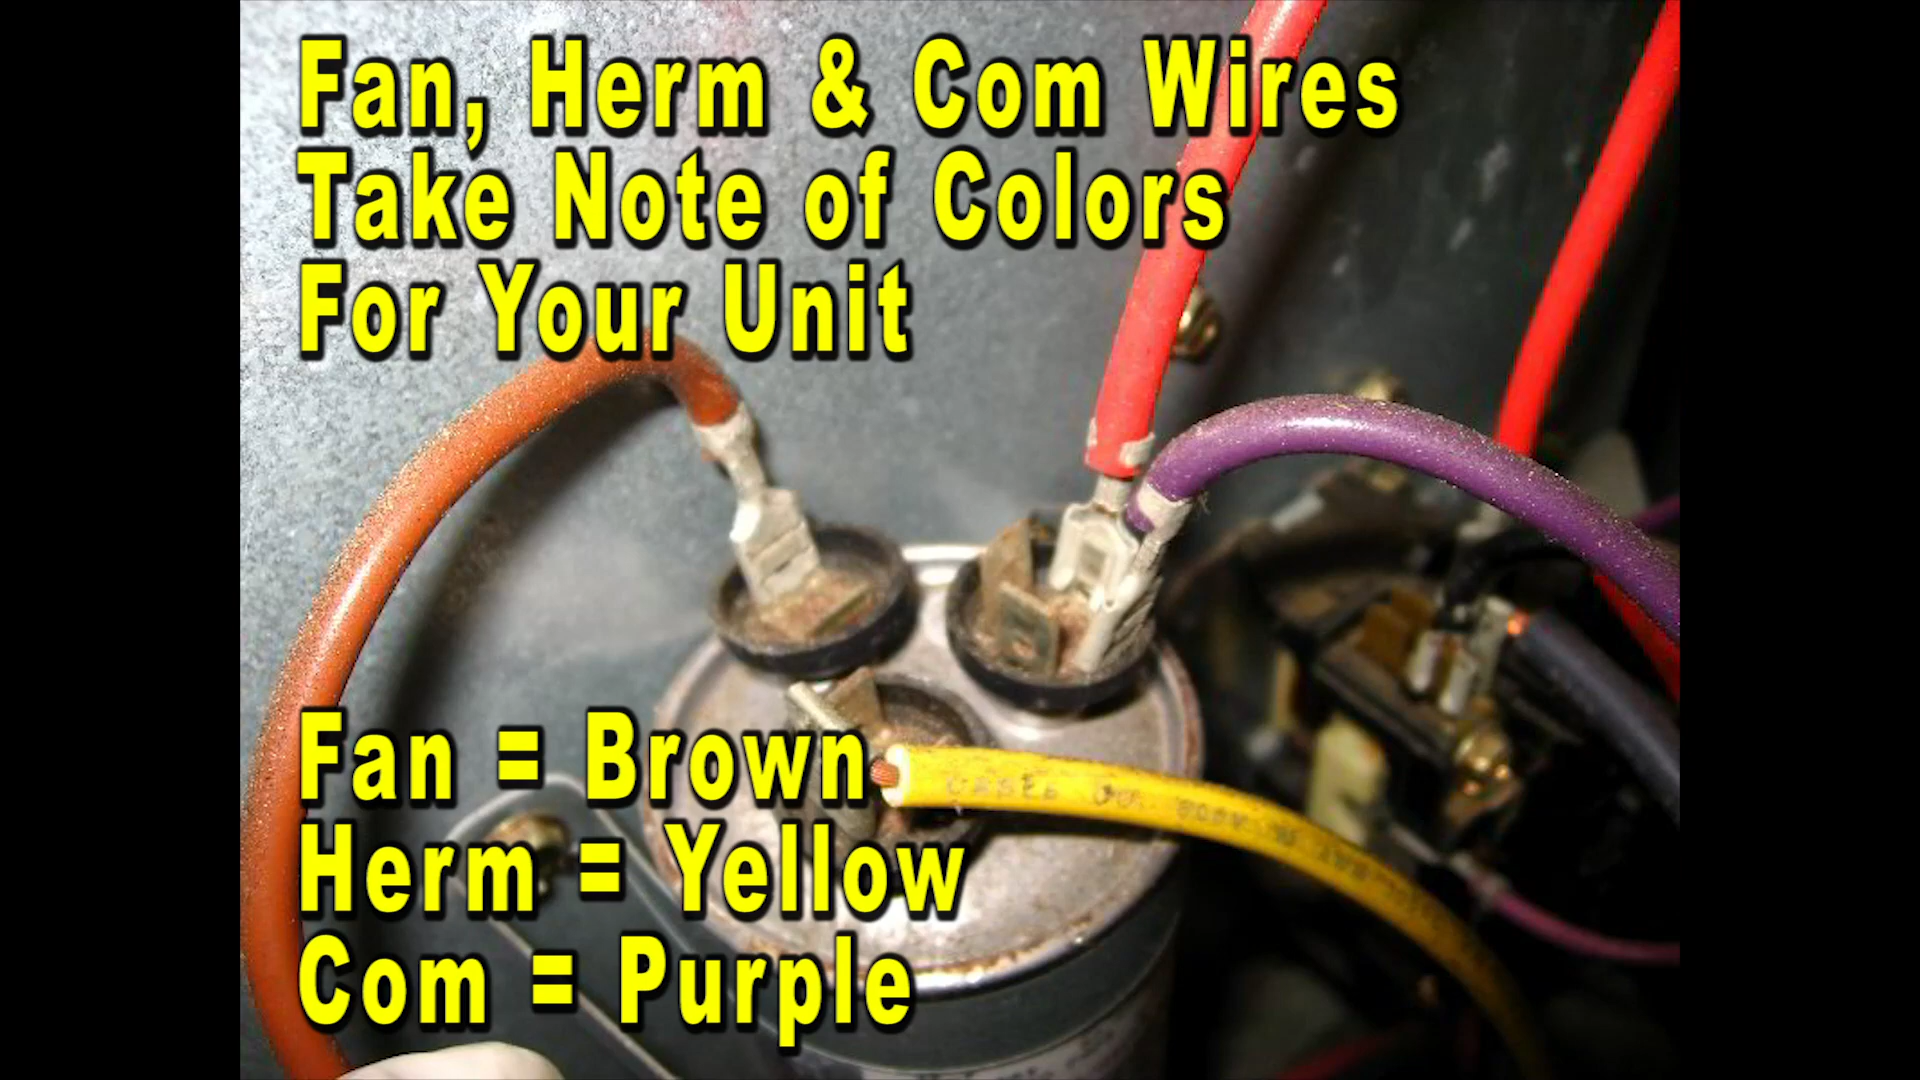 Fan, Herm & Com Wires
Take Note of Colors
For Your Unit
Fan = Brown
Herm = Yellow
Com = Purple